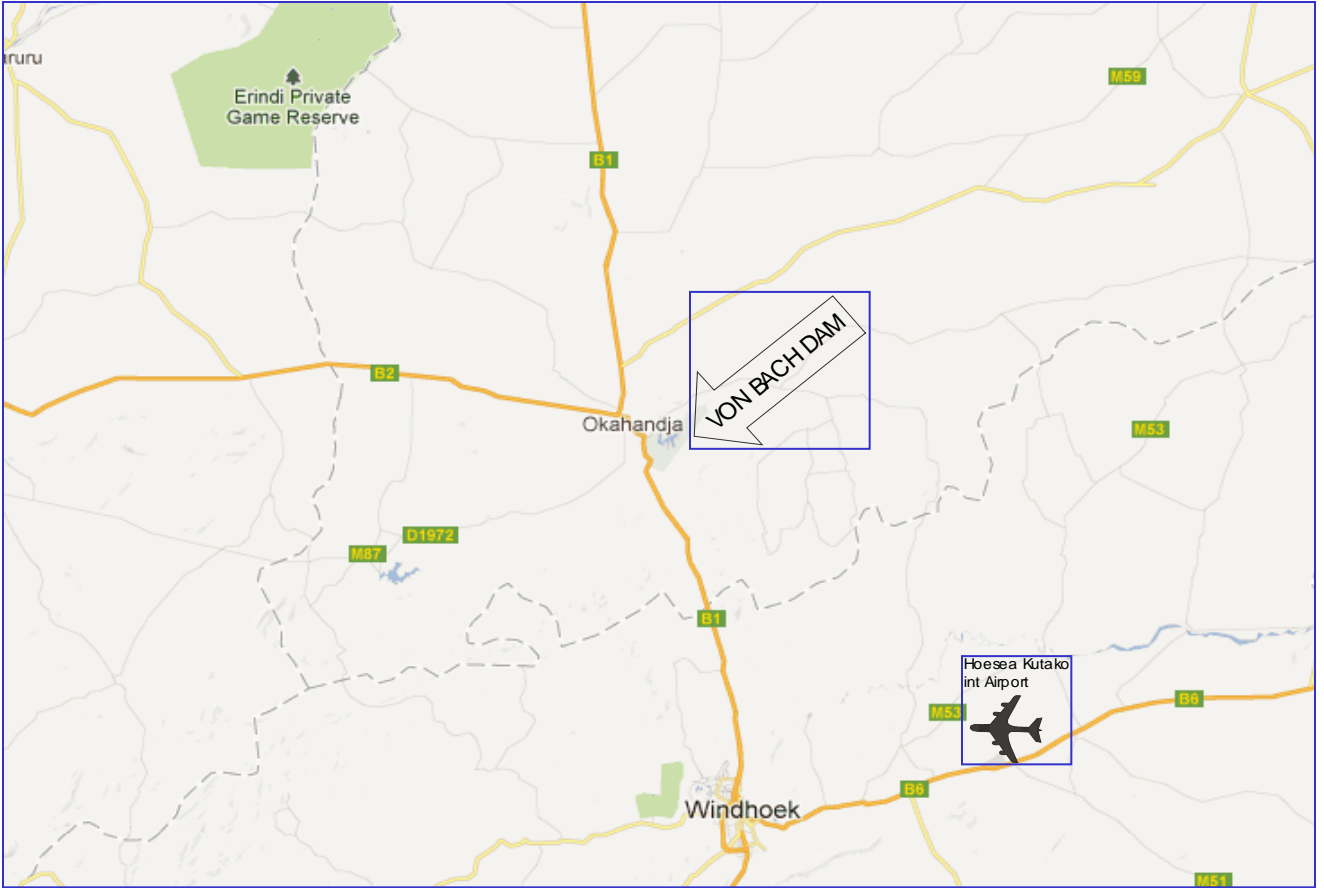 ruru
M59
Erindi Private
Game Reserve
B1
VON BACH DAM
B2
Okahandja
M53
D1972
M87
B1
Hoesea Kutako
int Airport
B6
M53
B6
Windhoek
M51